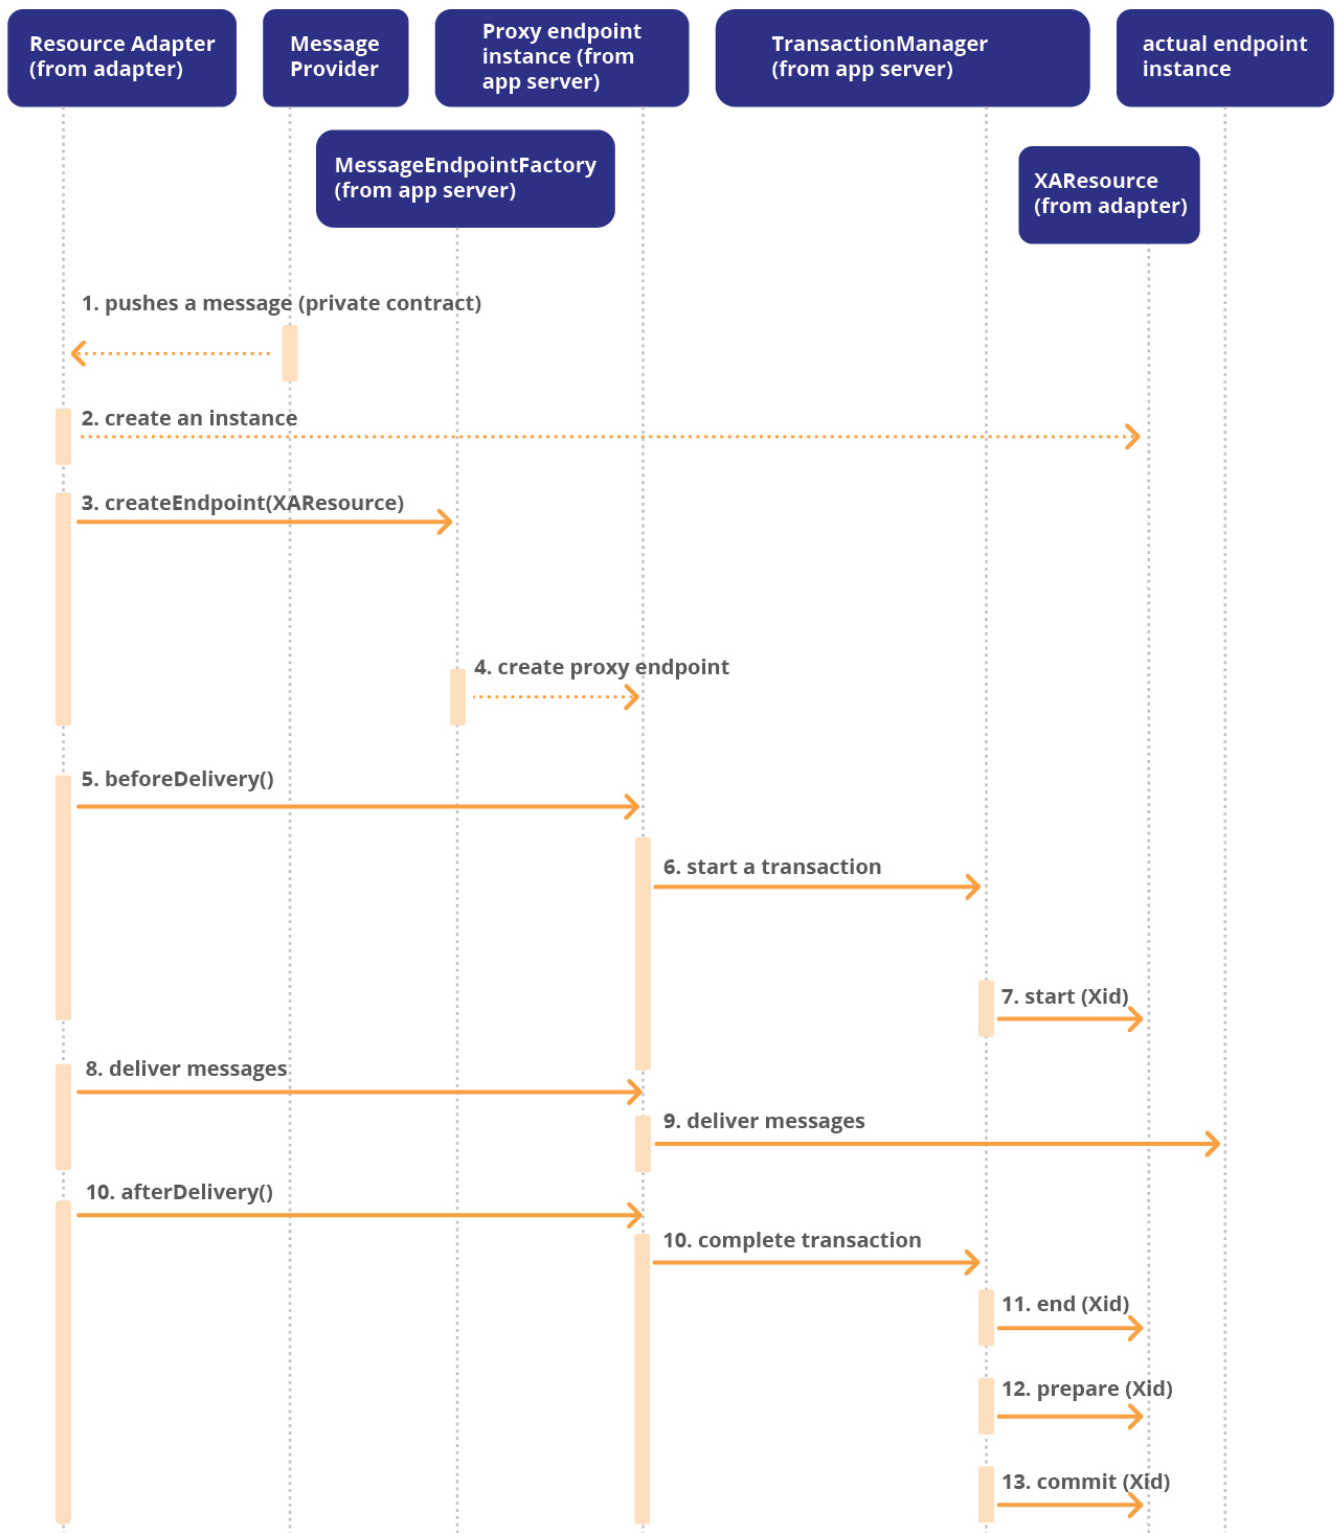 Resource Adapter
(from adapter)
Message
Provider
Proxy endpoint
instance (from
app server)
TransactionManager
(from app server)
actual endpoint
instance
MessageEndpointFactory
(from app server)
XAResource
(from adapter)
1. pushes a message (private contract)
2. create an instance
3. createEndpoint(XAResource)
4. create proxy endpoint
5. beforeDelivery()
6. start a transaction
7. start (Xid)
8. deliver messages
9. deliver messages
10. afterDelivery()
10. complete transaction
11. end (Xid)
12. prepare (Xid)
13. commit (Xid)